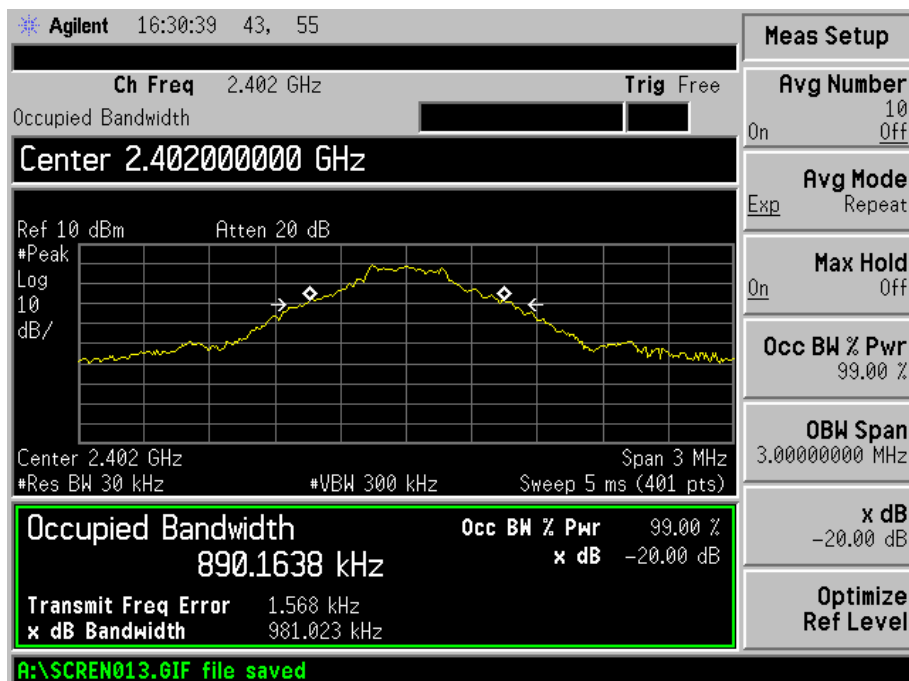 Agilent 16:30:39 43, 55
Ch Freq 2.402 GHz Trig Free
Occupied Bandwidth
Center 2.402000000 GHz
Ref 10 dBm Atten 20 dB
#Peak
Log
10
dB/
Center 2.402 GHz Span 3 MHz
#Res BW 30 kHz #VBW 300 kHz Sweep 5 ms (401 pts)
Occupied Bandwidth Occ BW % Pwr 99.00 %
890.1638 kHz x dB -20.00 dB
Transmit Freq Error 1.568 kHz
x dB Bandwidth 981.023 kHz
A:\SCREN013.GIF file saved
Meas Setup
Avg Number
10
On Off
Avg Mode
Exp Repeat
Max Hold
On Off
Occ BW % Pwr
99.00 %
OBW Span
3.00000000 MHz
x dB
-20.00 dB
Optimize
Ref Level